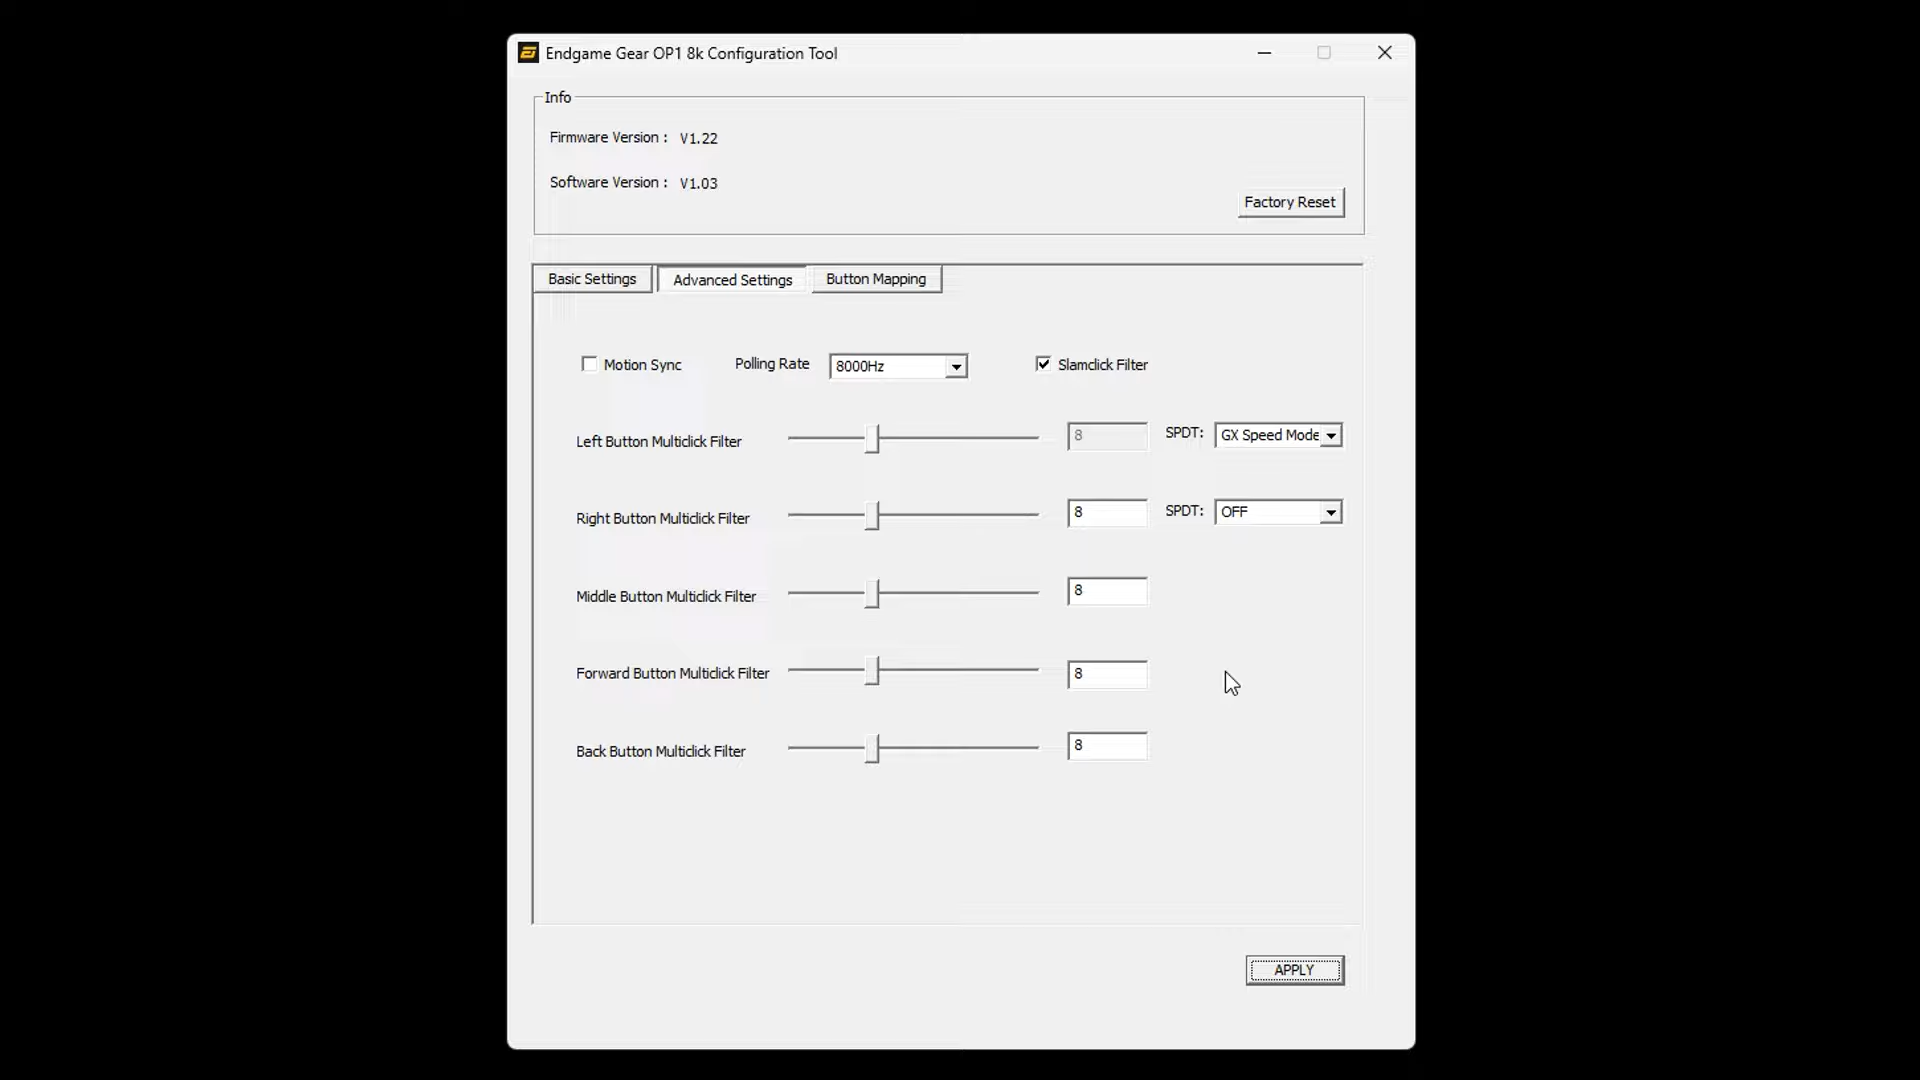 Endgame Gear OP1 8k Configuration Tool
Info
Firmware Version : V1.22
Software Version : V1.03
Factory Reset
Basic Settings Advanced Settings Button Mapping
Motion Sync Polling Rate 8000Hz Slamclick Filter
Left Button Multiclick Filter 8 SPDT: GX Speed Mode
Right Button Multiclick Filter 8 SPDT: OFF
Middle Button Multiclick Filter 8
Forward Button Multiclick Filter 8
Back Button Multiclick Filter 8
APPLY